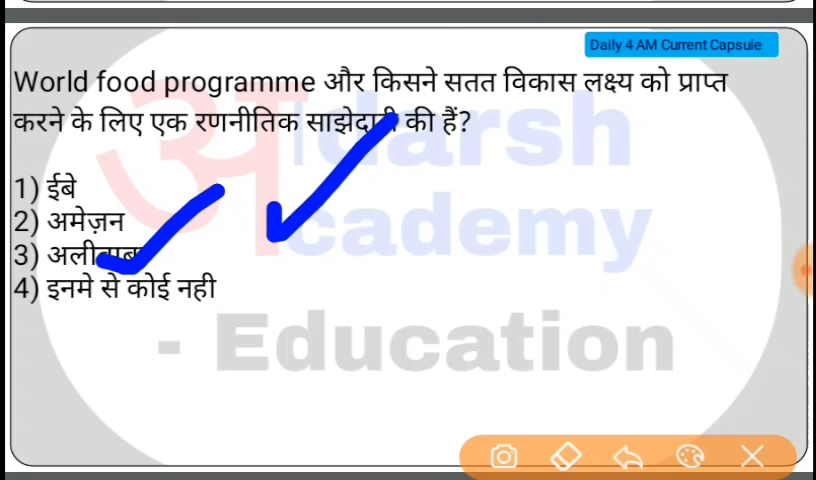 Daily 4 AM Current Capsule
World food programme और किसने सतत विकास लक्ष्य को प्राप्त
करने के लिए एक रणनीतिक साझेदारी की हैं?
1) ईबे
2) अमेज़न
3) अलीबाबा
4) इनमे से कोई नही
अdarsh
Academy
- Education